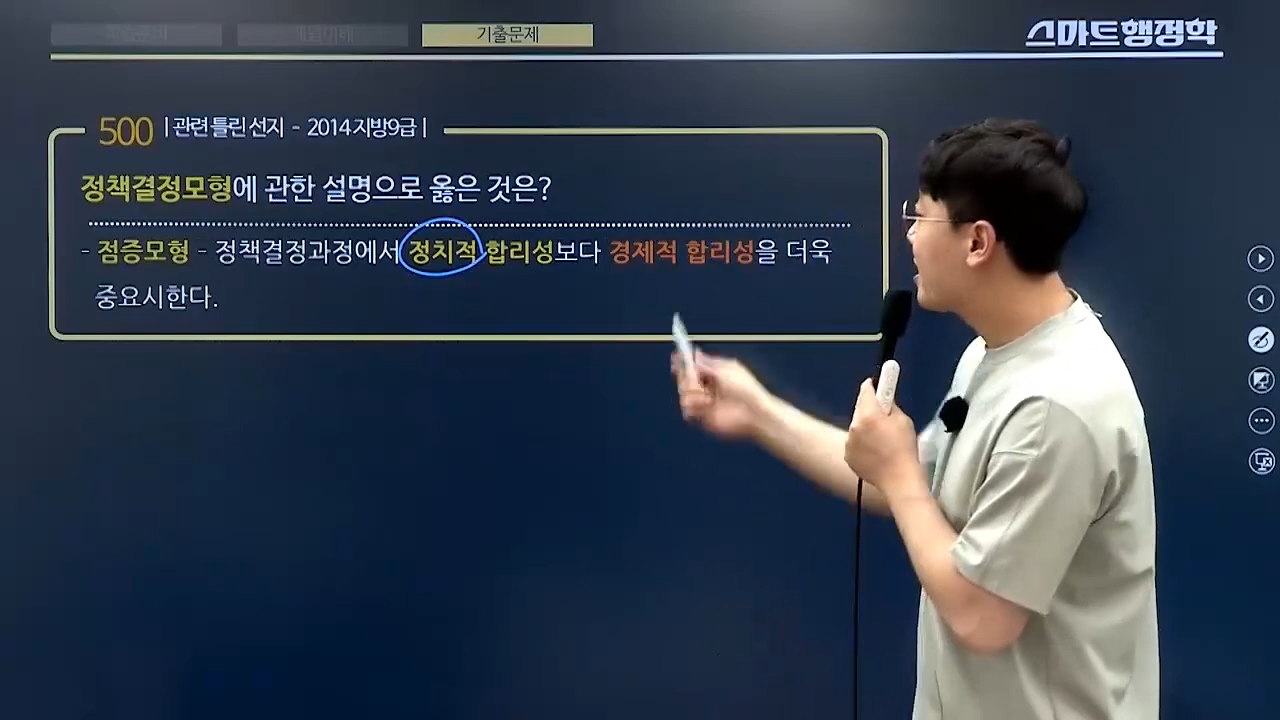 기출문제
스마트행정학
500 |관련 틀린 선지 - 2014 지방9급|
정책결정모형에 관한 설명으로 옳은 것은?
- 점증모형 - 정책결정과정에서 정치적 합리성보다 경제적 합리성을 더욱
중요시한다.